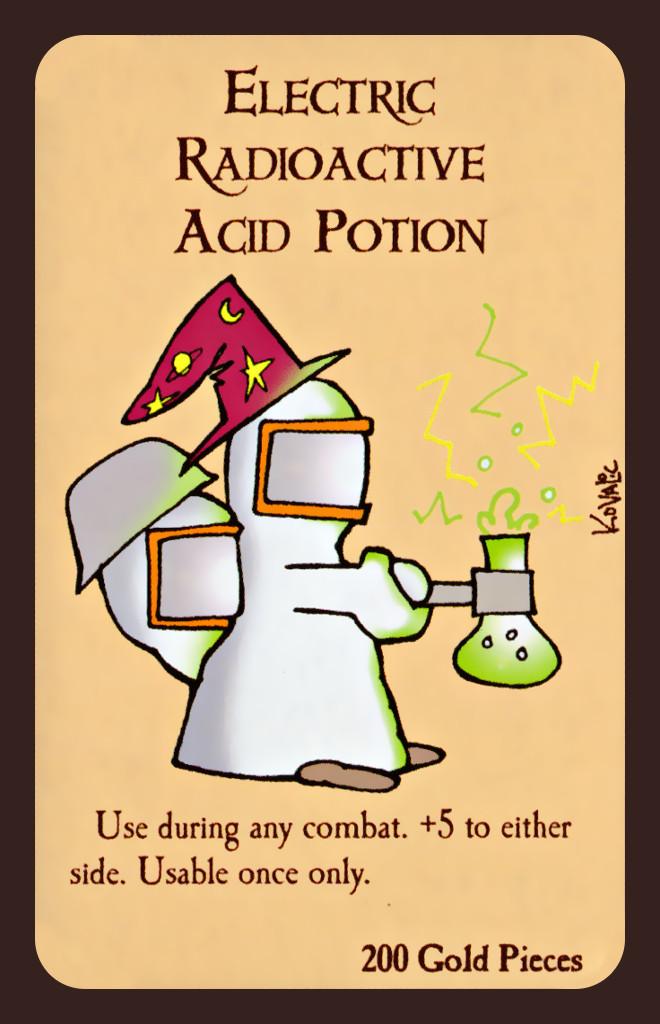 Electric
Radioactive
Acid Potion
Kovalic
Use during any combat. +5 to either
side. Usable once only.
200 Gold Pieces